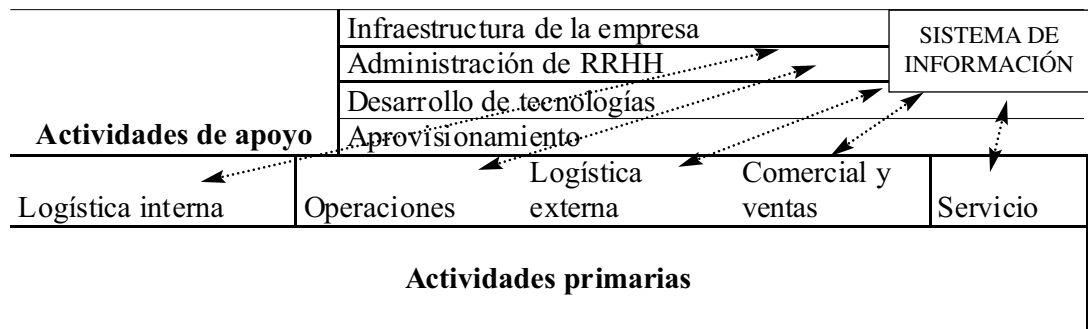 Infraestructura de la empresa
SISTEMA DE
INFORMACIÓN
Administración de RRHH
Desarrollo de tecnologías
Actividades de apoyo
Aprovisionamiento
Logística interna
Operaciones
Logística
externa
Comercial y
ventas
Servicio
Actividades primarias